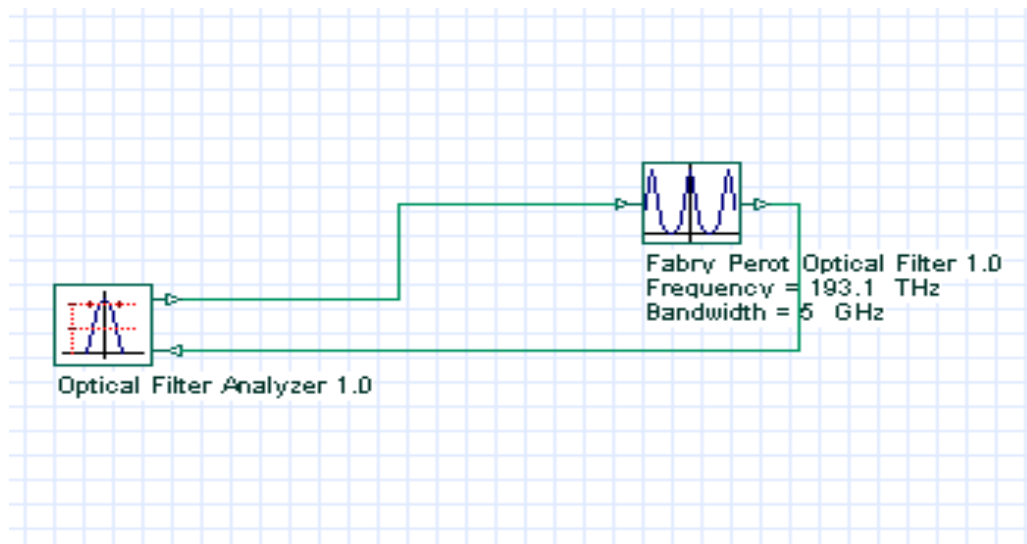 Fabry Perot Optical Filter 1.0
Frequency = 193.1 THz
Bandwidth = 5 GHz
Optical Filter Analyzer 1.0